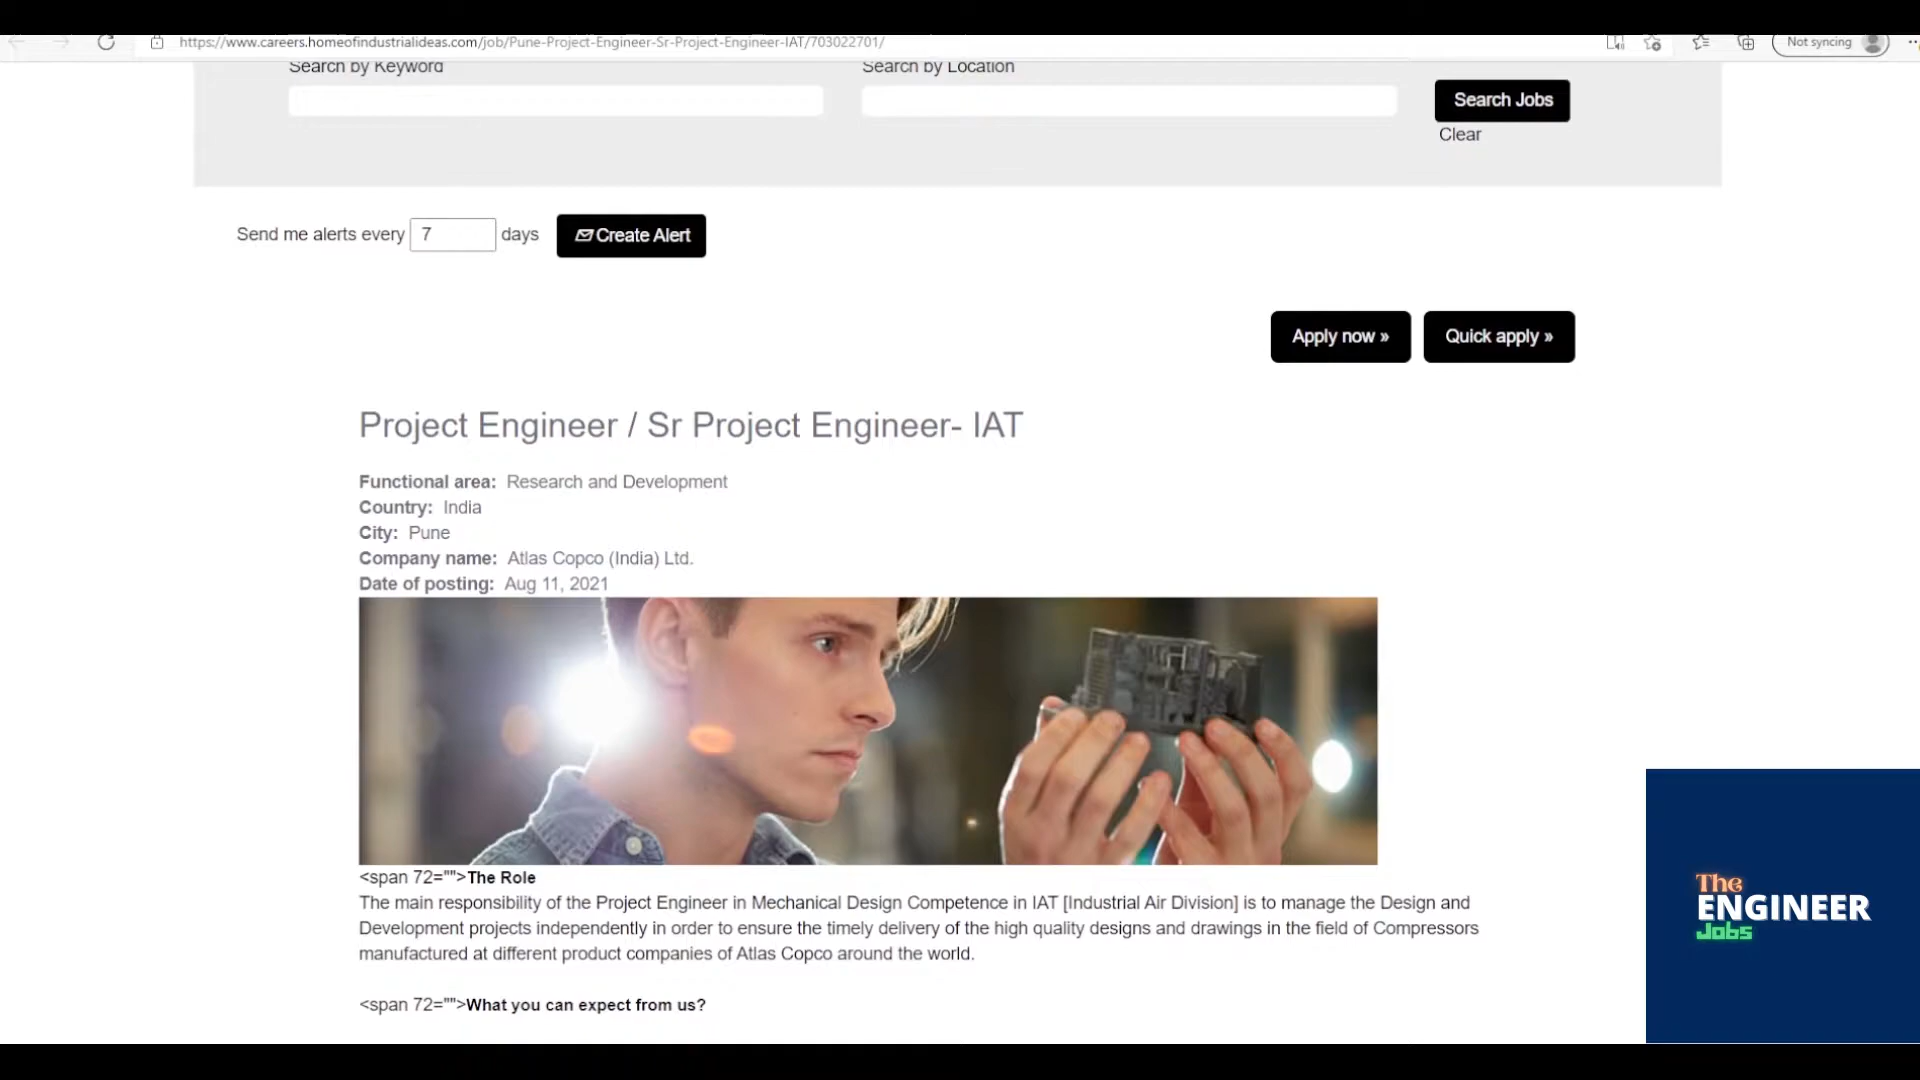 https://www.careers.homeofindustrialideas.com/job/Pune-Project-Engineer-Sr-Project-Engineer-IAT/703022701/
Not syncing
Search by Keyword
Search by Location
Search Jobs
Clear
Send me alerts every 7 days
Create Alert
Apply now »
Quick apply »
Project Engineer / Sr Project Engineer- IAT
Functional area: Research and Development
Country: India
City: Pune
Company name: Atlas Copco (India) Ltd.
Date of posting: Aug 11, 2021
<span 72="">The Role
The main responsibility of the Project Engineer in Mechanical Design Competence in IAT [Industrial Air Division] is to manage the Design and
Development projects independently in order to ensure the timely delivery of the high quality designs and drawings in the field of Compressors
manufactured at different product companies of Atlas Copco around the world.
<span 72="">What you can expect from us?
The
ENGINEER
Jobs